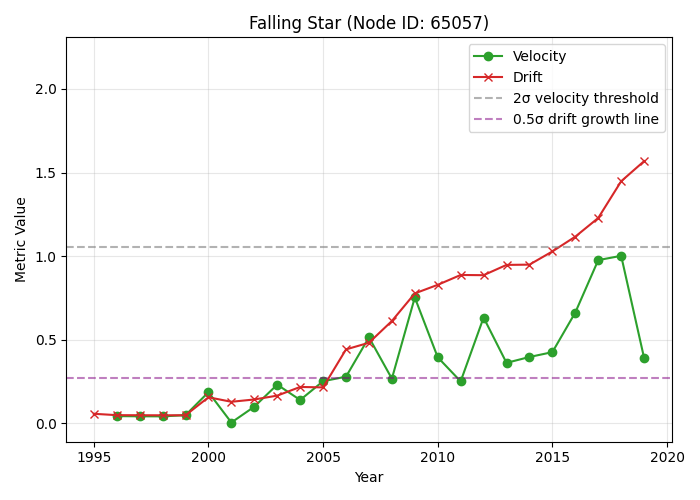 Falling Star (Node ID: 65057)
Velocity
Drift
2σ velocity threshold
0.5σ drift growth line
Metric Value
2.0
1.5
1.0
0.5
0.0
1995 2000 2005 2010 2015 2020
Year